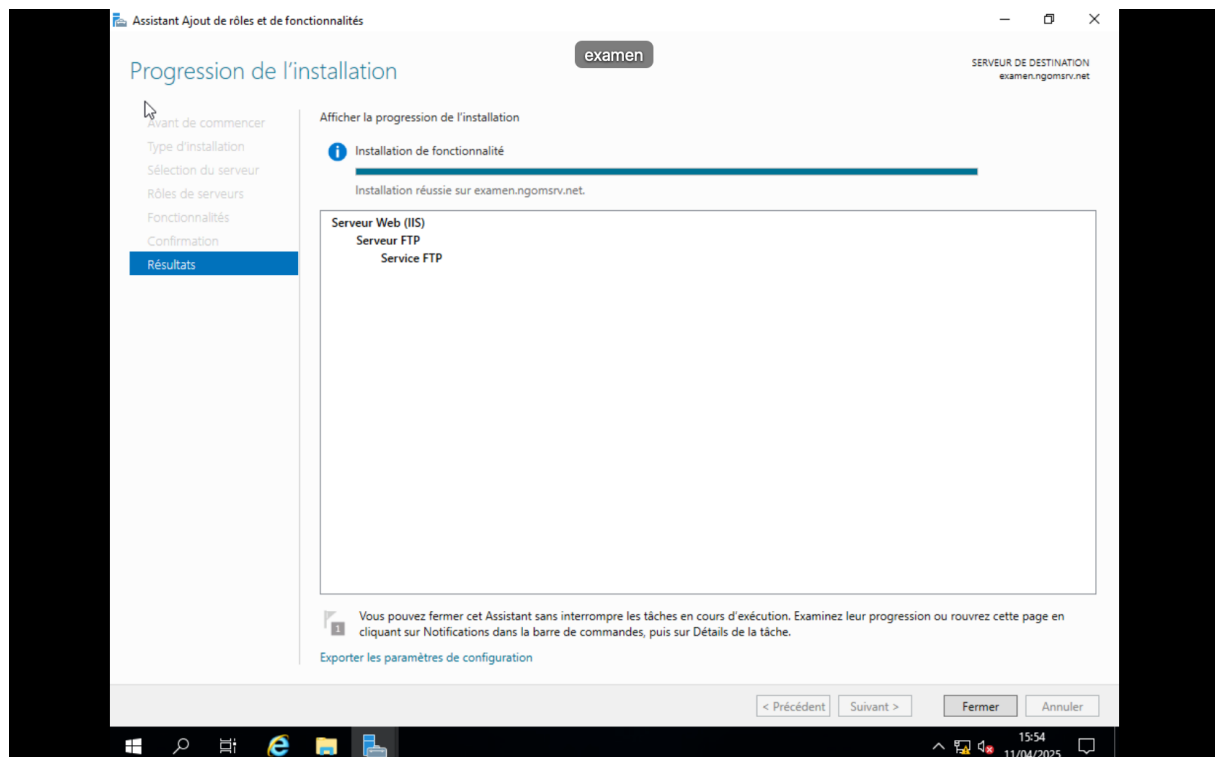 Assistant Ajout de rôles et de fonctionnalités
examen
Progression de l'installation
SERVEUR DE DESTINATION
examen.ngomsrv.net
Avant de commencer
Type d'installation
Sélection du serveur
Rôles de serveurs
Fonctionnalités
Confirmation
Résultats
Afficher la progression de l'installation
Installation de fonctionnalité
Installation réussie sur examen.ngomsrv.net.
Serveur Web (IIS)
Serveur FTP
Service FTP
1
Vous pouvez fermer cet Assistant sans interrompre les tâches en cours d'exécution. Examinez leur progression ou rouvrez cette page en
cliquant sur Notifications dans la barre de commandes, puis sur Détails de la tâche.
Exporter les paramètres de configuration
< Précédent
Suivant >
Fermer
Annuler
15:54
11/04/2025